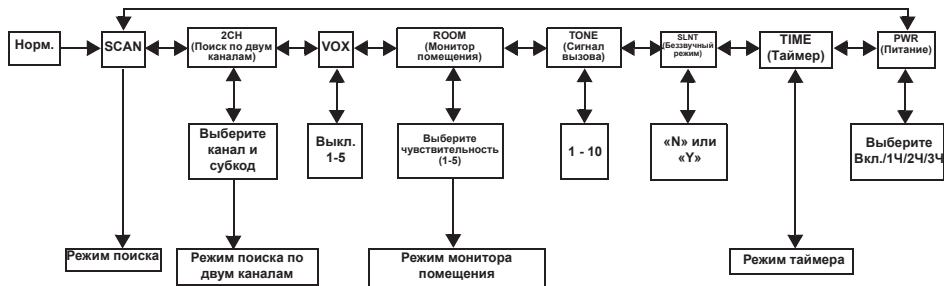 Норм.
SCAN
2CH
(Поиск по двум
каналам)
VOX
ROOM
(Монитор
помещения)
TONE
(Сигнал
вызова)
SLNT
(Беззвучный
режим)
TIME
(Таймер)
PWR
(Питание)
Выберите
канал и
субкод
Выкл.
1-5
Выберите
чувствительность
(1-5)
1 - 10
«N» или
«Y»
Выберите
Вкл./1Ч/2Ч/3Ч
Режим поиска
Режим поиска по
двум каналам
Режим монитора
помещения
Режим таймера